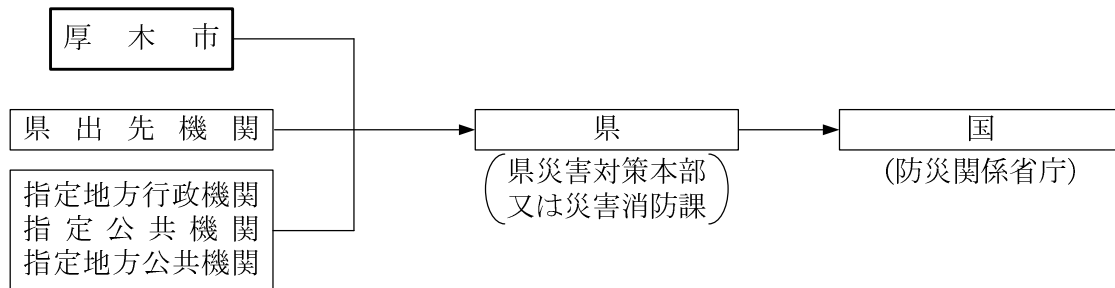 厚木市
県出先機関
指定地方行政機関
指定公共機関
指定地方公共機関
県
(県災害対策本部
又は災害消防課)
国
(防災関係省庁)